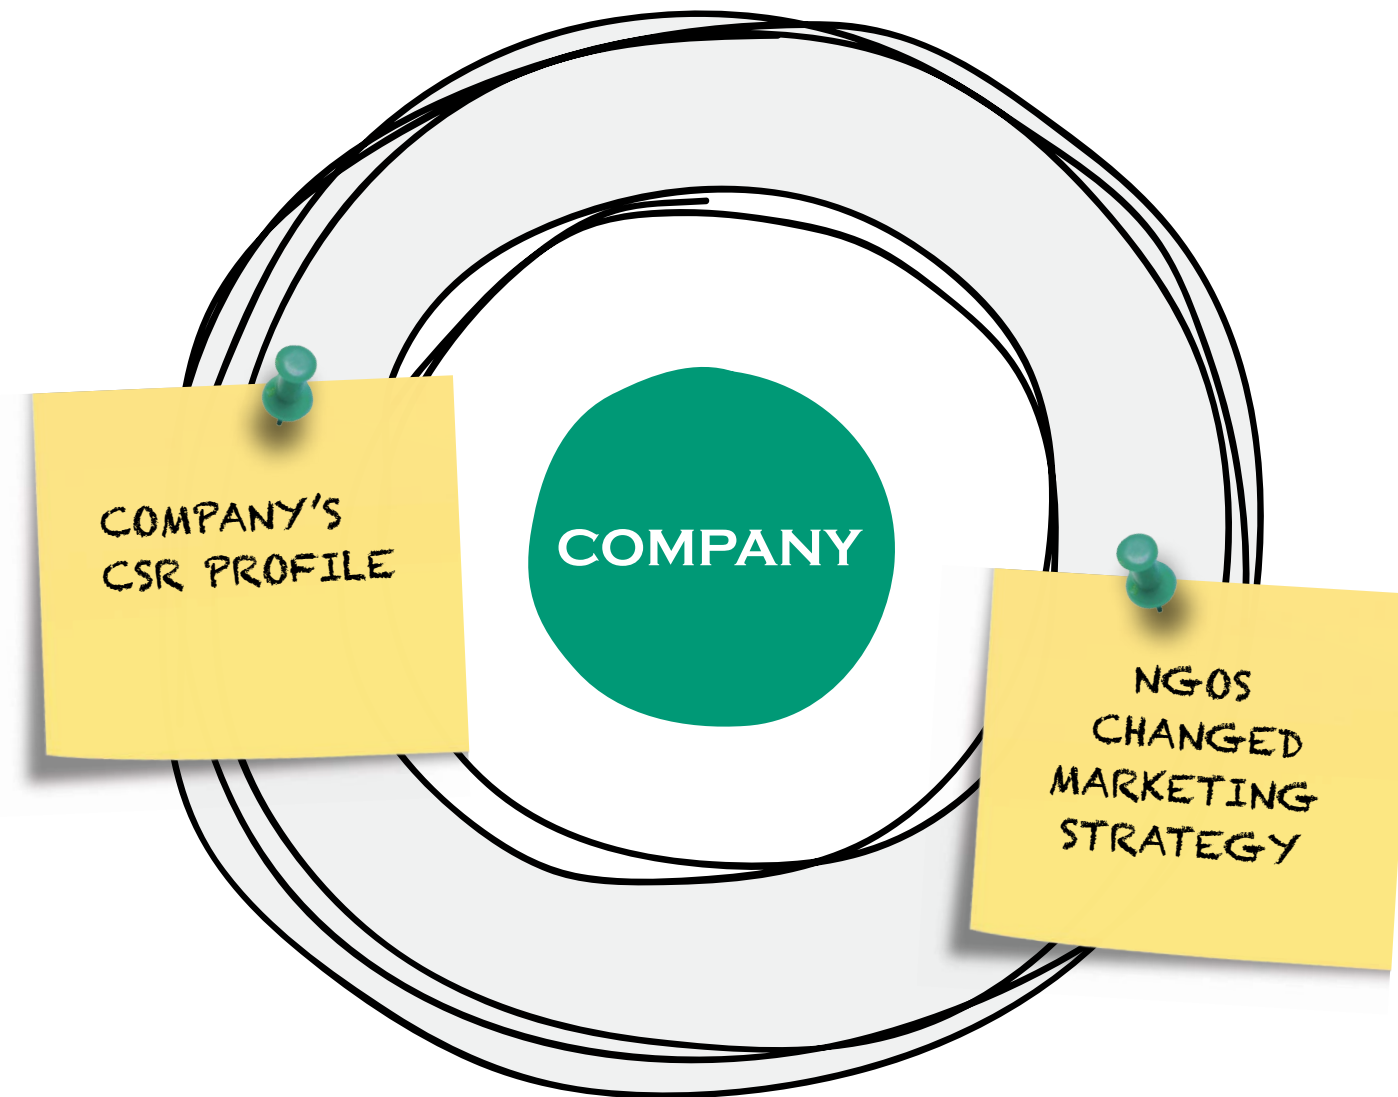 COMPANY'S
CSR PROFILE
COMPANY
NGOS
CHANGED
MARKETING
STRATEGY